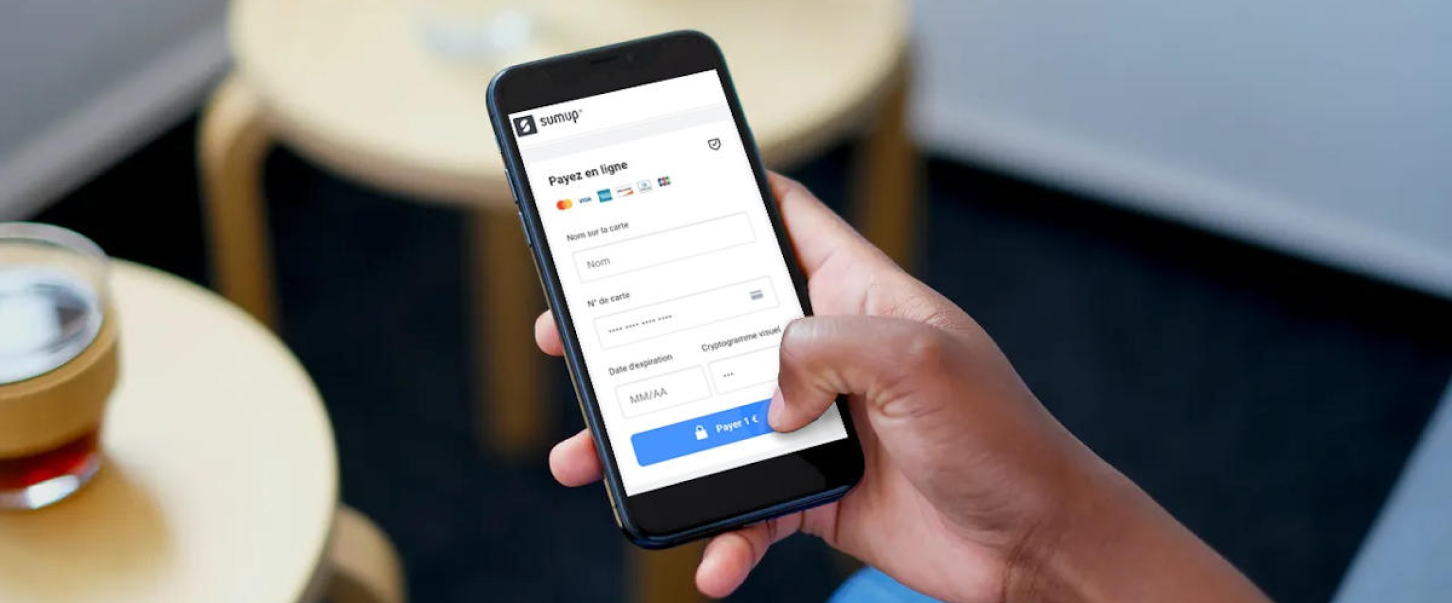 sumup®
Payez en ligne
VISA
Nom sur la carte
Nom
N° de carte
•••• •••• •••• ••••
Date d'expiration Cryptogramme visuel
MM/AA •••
Payer 1 €